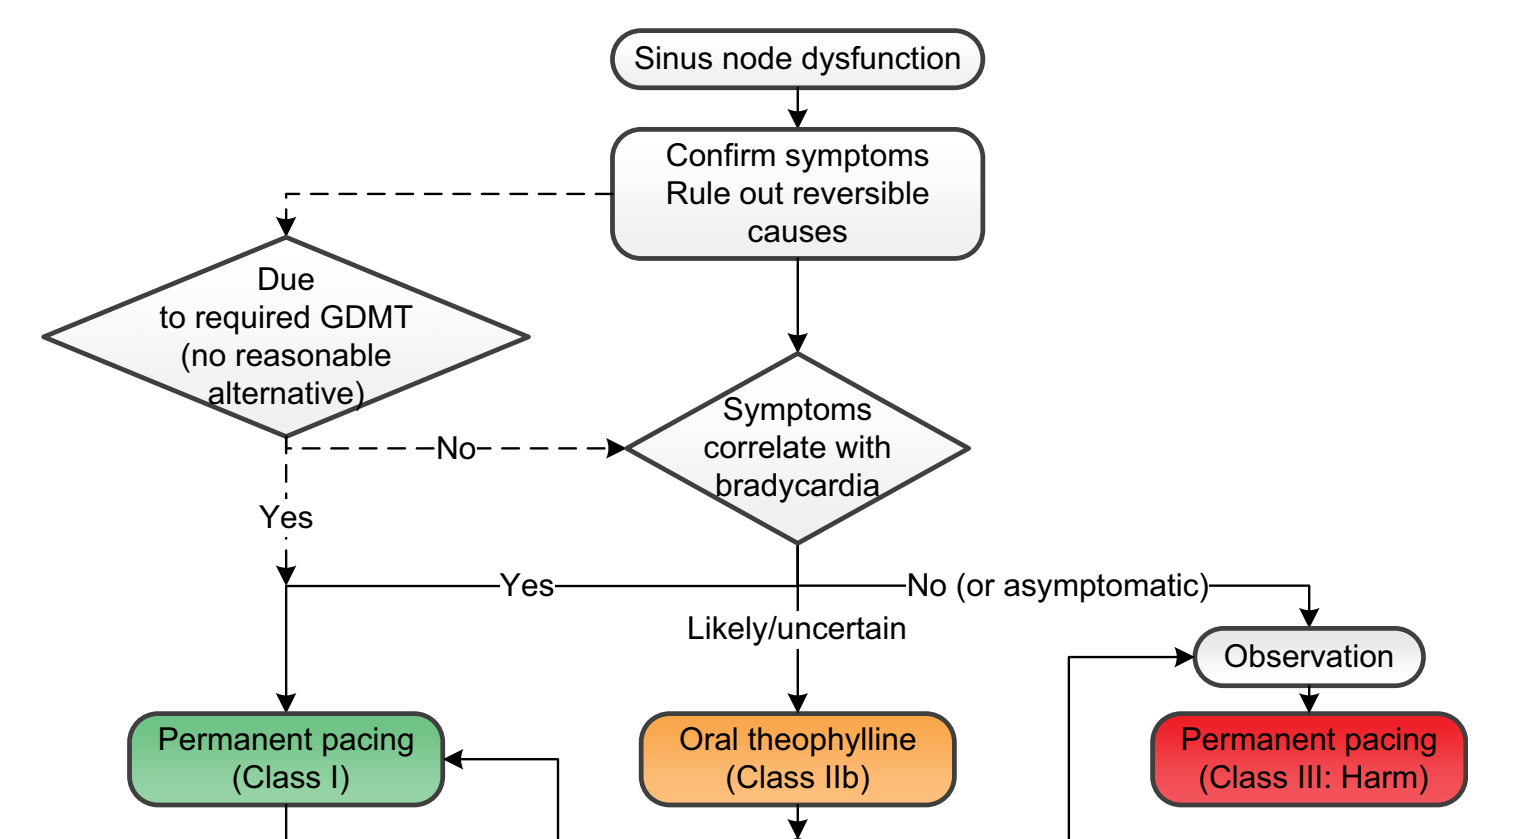 Sinus node dysfunction
Confirm symptoms
Rule out reversible
causes
Due
to required GDMT
(no reasonable
alternative)
Symptoms
correlate with
bradycardia
No
Yes
Yes
No (or asymptomatic)
Likely/uncertain
Observation
Permanent pacing
(Class I)
Oral theophylline
(Class IIb)
Permanent pacing
(Class III: Harm)